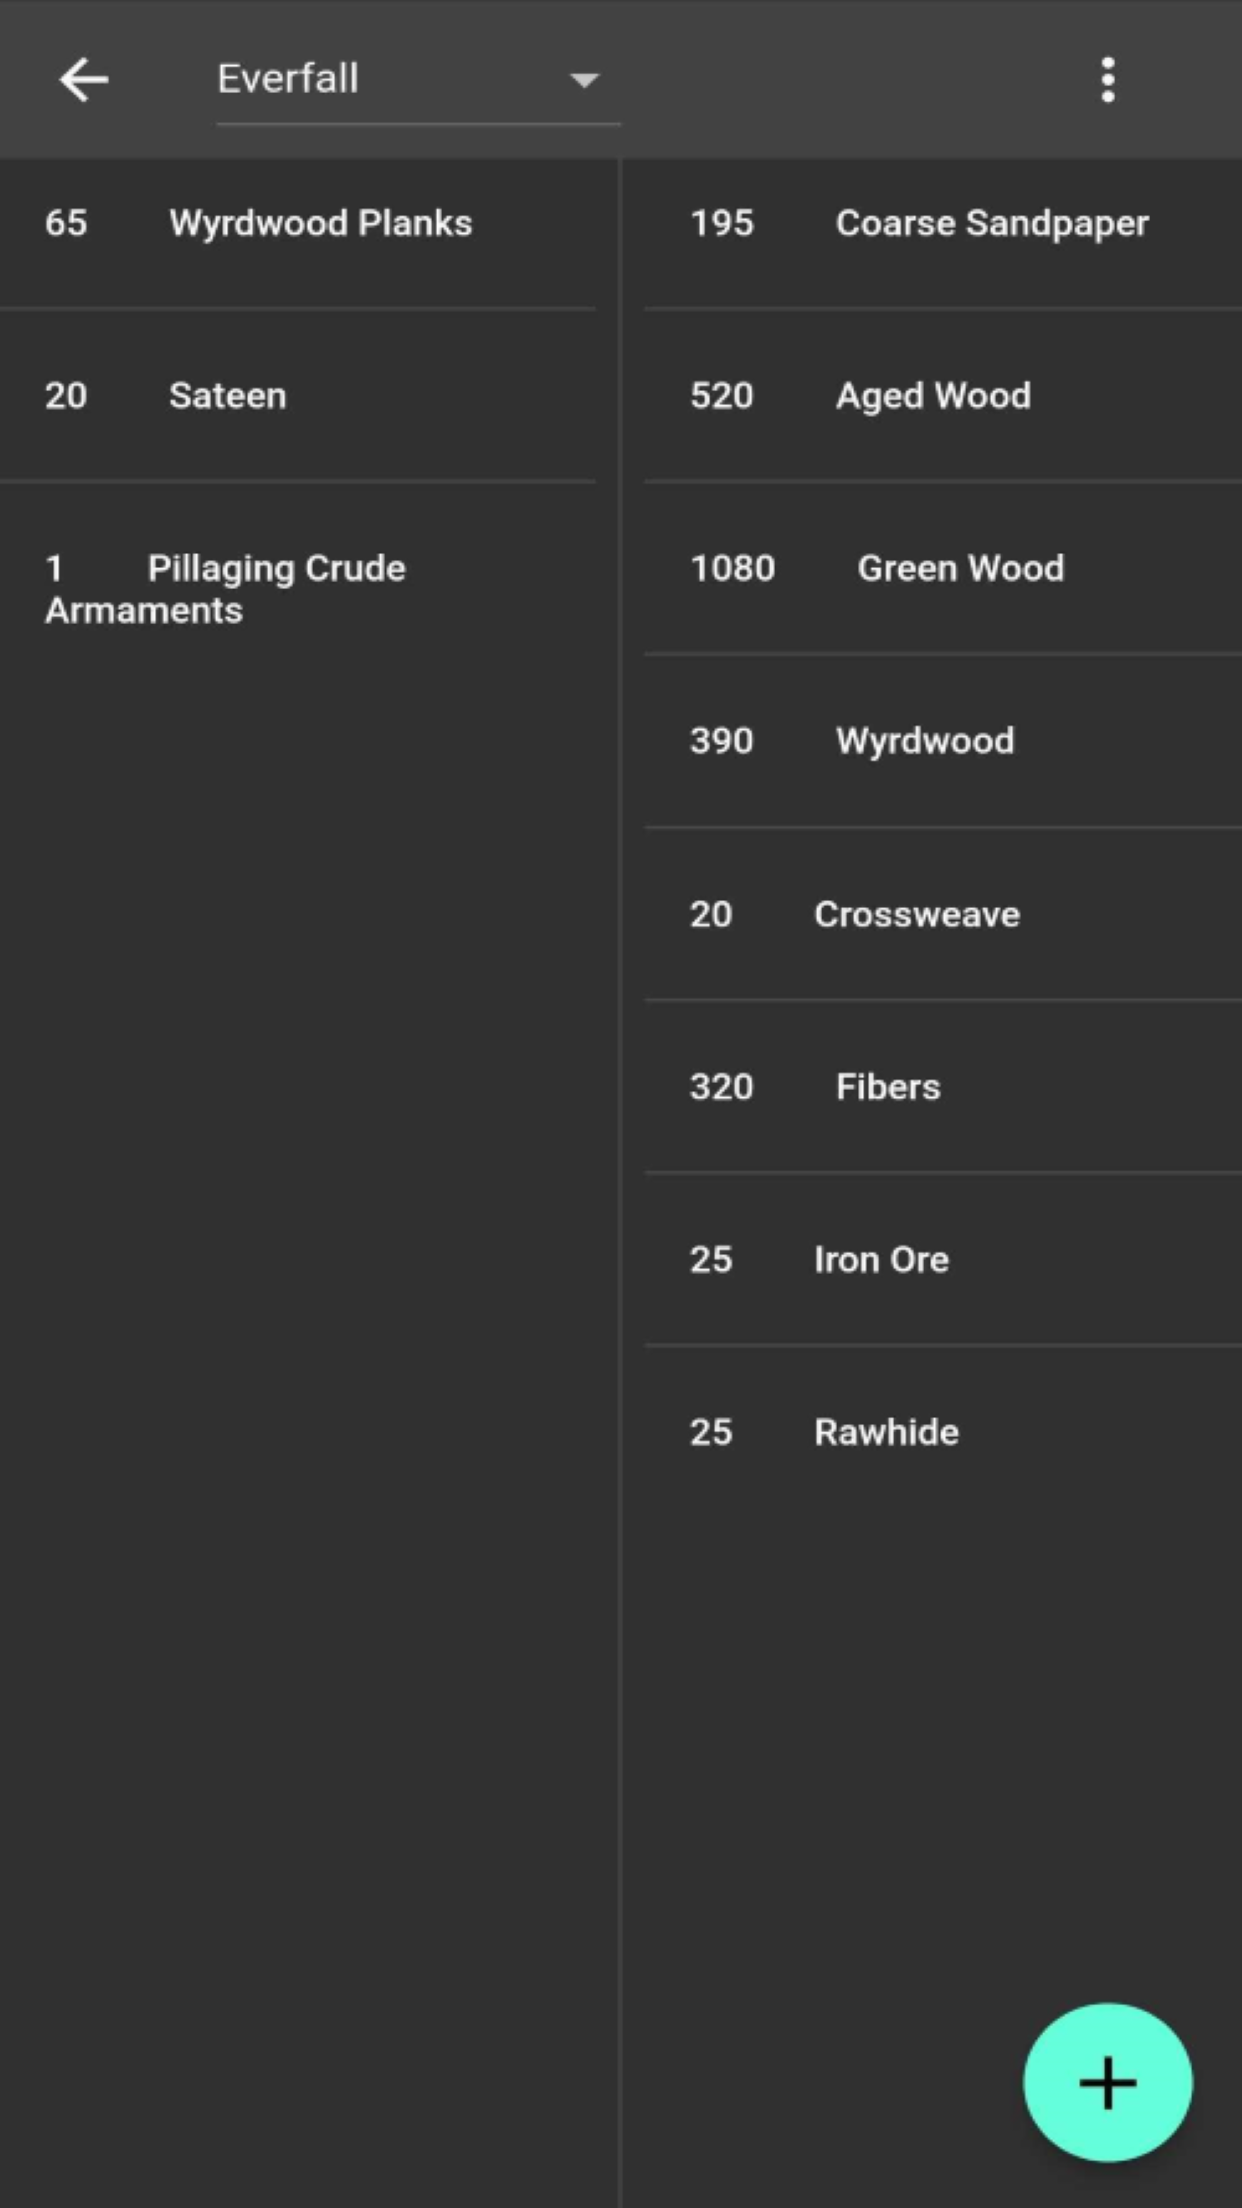 Everfall
65 Wyrdwood Planks
20 Sateen
1 Pillaging Crude
Armaments
195 Coarse Sandpaper
520 Aged Wood
1080 Green Wood
390 Wyrdwood
20 Crossweave
320 Fibers
25 Iron Ore
25 Rawhide